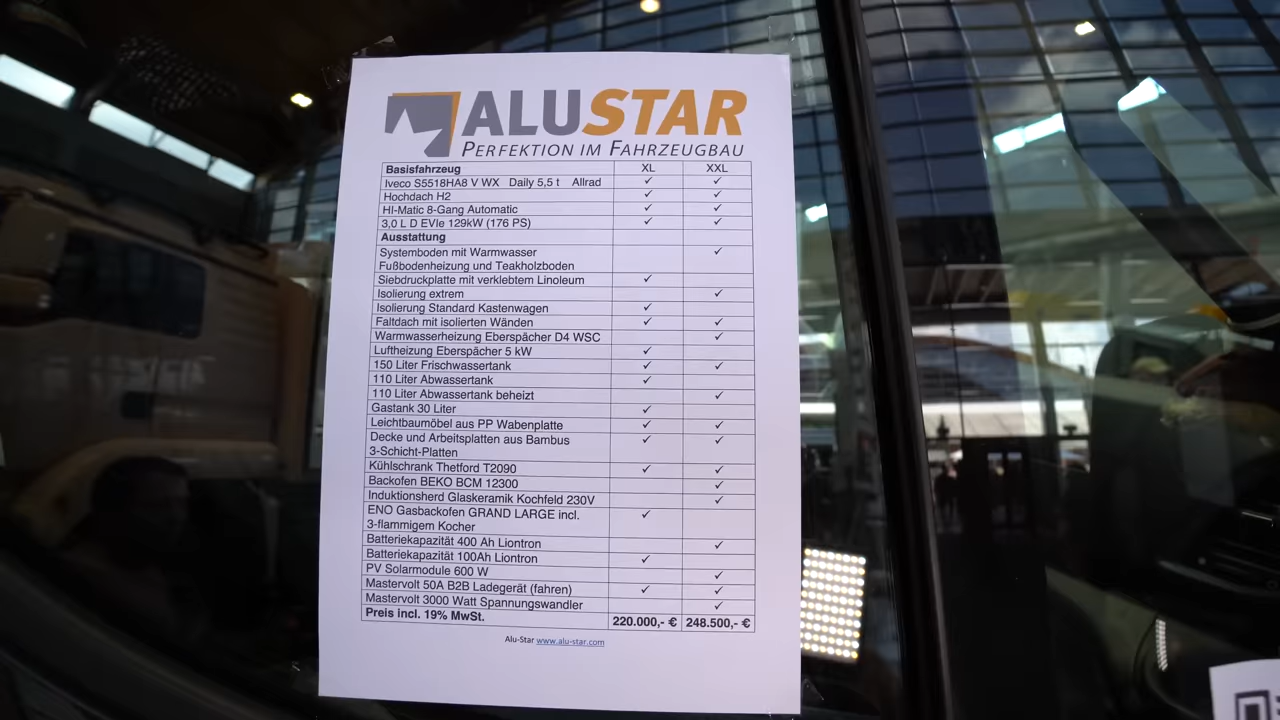 ALUSTAR
PERFEKTION IM FAHRZEUGBAU
Basisfahrzeug XL XXL
Iveco S5518HA8 V WX Daily 5,5 t Allrad ✓ ✓
Hochdach H2 ✓ ✓
HI-Matic 8-Gang Automatic ✓ ✓
3,0 L D EVIe 129kW (176 PS) ✓ ✓
Ausstattung
Systemboden mit Warmwasser ✓
Fußbodenheizung und Teakholzboden
Siebdruckplatte mit verklebtem Linoleum ✓
Isolierung extrem ✓
Isolierung Standard Kastenwagen ✓
Faltdach mit isolierten Wänden ✓ ✓
Warmwasserheizung Eberspächer D4 WSC ✓
Luftheizung Eberspächer 5 kW ✓
150 Liter Frischwassertank ✓ ✓
110 Liter Abwassertank ✓
110 Liter Abwassertank beheizt ✓
Gastank 30 Liter ✓
Leichtbaumöbel aus PP Wabenplatte ✓ ✓
Decke und Arbeitsplatten aus Bambus ✓ ✓
3-Schicht-Platten
Kühlschrank Thetford T2090 ✓ ✓
Backofen BEKO BCM 12300 ✓
Induktionsherd Glaskeramik Kochfeld 230V ✓
ENO Gasbackofen GRAND LARGE incl. ✓
3-flammigem Kocher
Batteriekapazität 400 Ah Liontron ✓
Batteriekapazität 100Ah Liontron ✓
PV Solarmodule 600 W ✓
Mastervolt 50A B2B Ladegerät (fahren) ✓ ✓
Mastervolt 3000 Watt Spannungswandler ✓
Preis incl. 19% MwSt. 220.000,- € 248.500,- €
Alu-Star www.alu-star.com